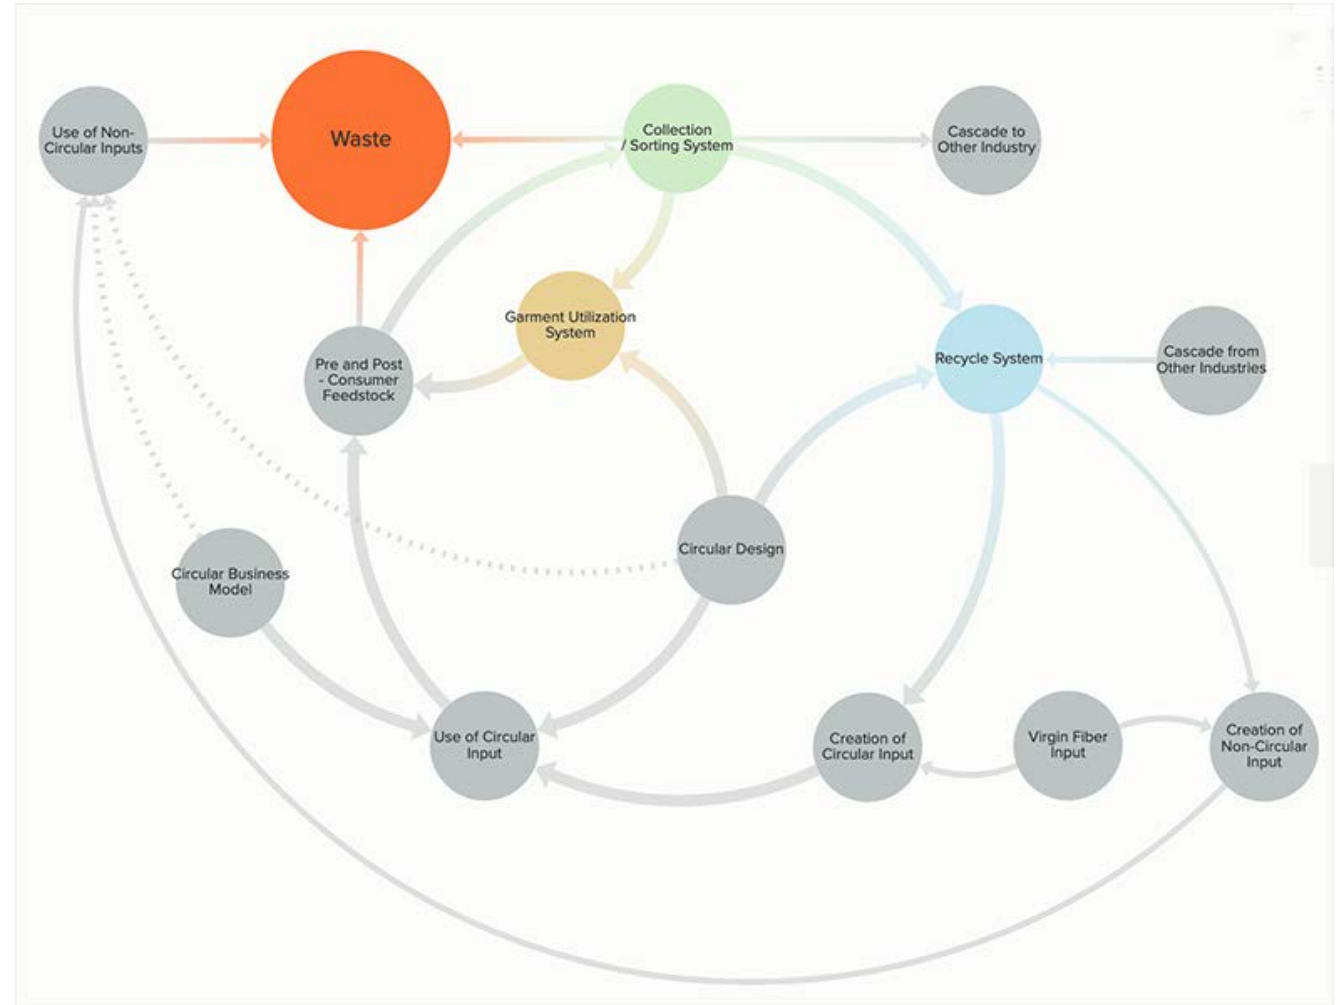 Use of Non-
Circular Inputs
Waste
Collection
/ Sorting System
Cascade to
Other Industry
Garment Utilization
System
Pre and Post
- Consumer
Feedstock
Recycle System
Cascade from
Other Industries
Circular Design
Circular Business
Model
Use of Circular
Input
Creation of
Circular Input
Virgin Fiber
Input
Creation of
Non-Circular
Input